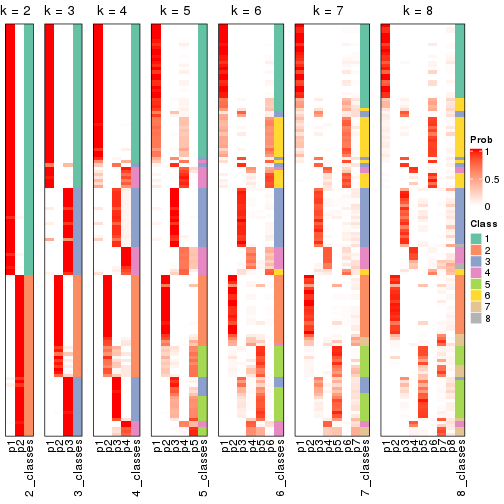 k = 2
k = 3
k = 4
k = 5
k = 6
k = 7
k = 8
Prob
1
0.5
0
Class
1
2
3
4
5
6
7
8
p1
p2
2_classes
p1
p2
p3
3_classes
p1
p2
p3
p4
4_classes
p1
p2
p3
p4
p5
5_classes
p1
p2
p3
p4
p5
p6
6_classes
p1
p2
p3
p4
p5
p6
p7
7_classes
p1
p2
p3
p4
p5
p6
p7
p8
8_classes